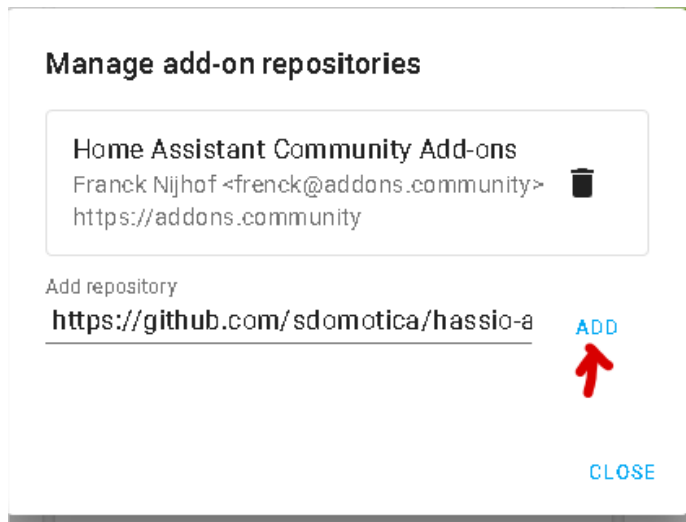 Manage add-on repositories
Home Assistant Community Add-ons
Franck Nijhof <frenck@addons.community>
https://addons.community
Add repository
https://github.com/sdomotica/hassio-a
ADD
CLOSE